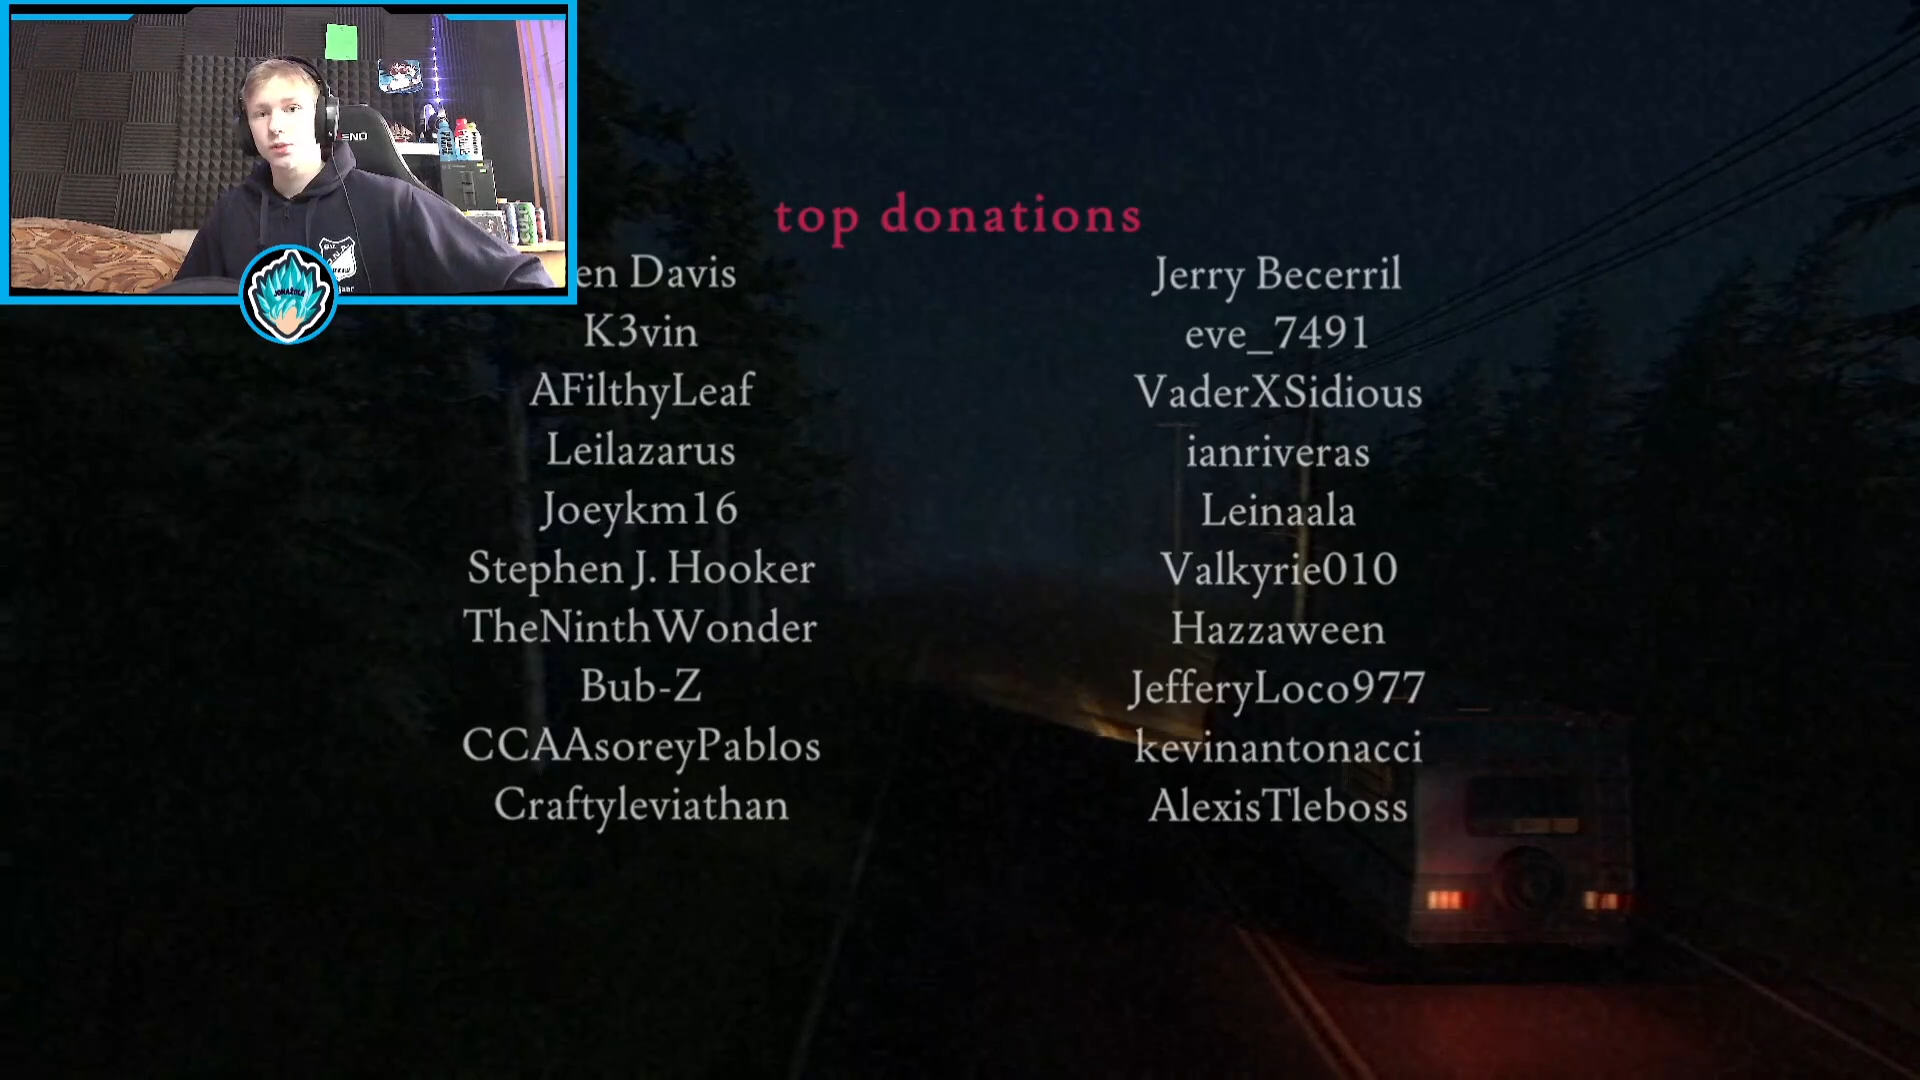 top donations
en Davis
Jerry Becerril
K3vin
eve_7491
AFilthyLeaf
VaderXSidious
Leilazarus
ianriveras
Joeykm16
Leinaala
Stephen J. Hooker
Valkyrie010
TheNinthWonder
Hazzaween
Bub-Z
JefferyLoco977
CCAAsoreyPablos
kevinantonacci
Craftyleviathan
AlexisTleboss